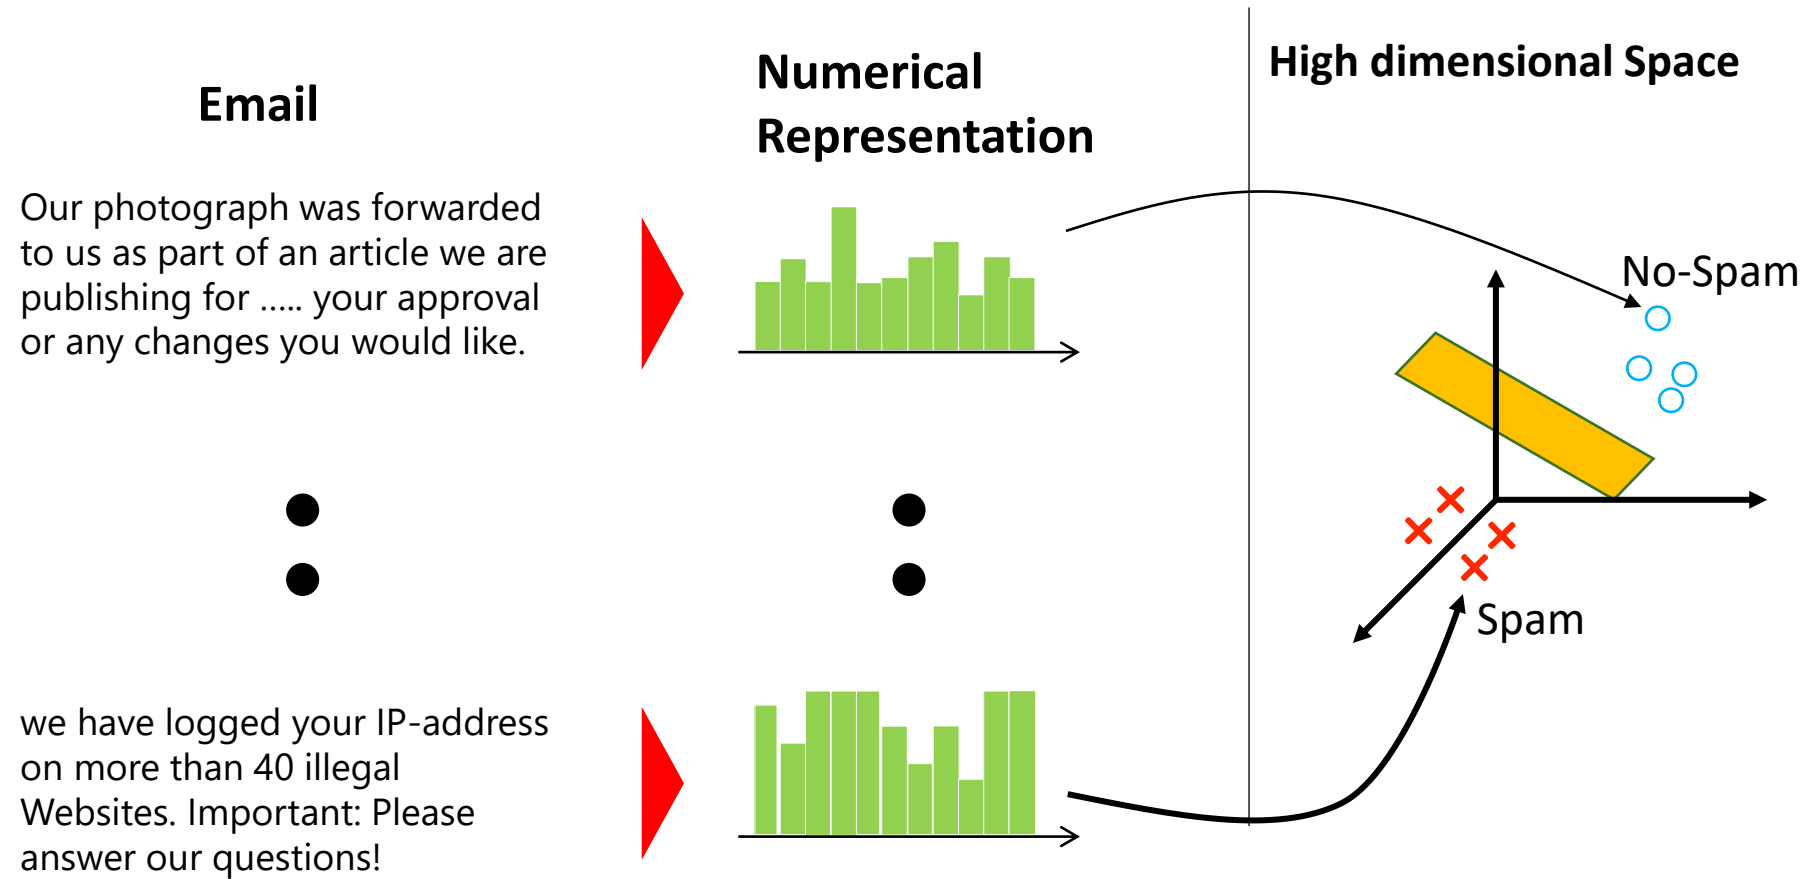 Email
Numerical
Representation
High dimensional Space
Our photograph was forwarded
to us as part of an article we are
publishing for ..... your approval
or any changes you would like.
No-Spam
Spam
we have logged your IP-address
on more than 40 illegal
Websites. Important: Please
answer our questions!